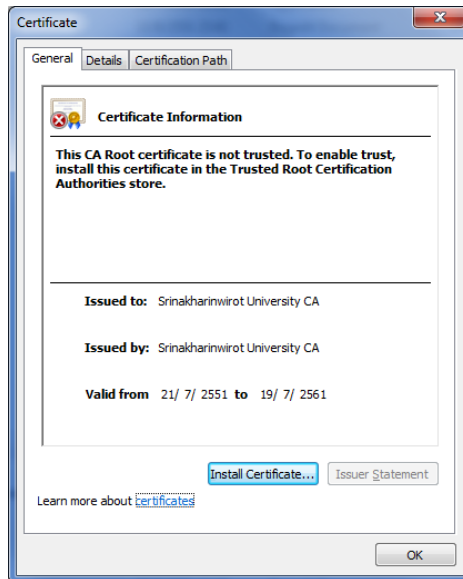 Certificate
General
Details
Certification Path
Certificate Information
This CA Root certificate is not trusted. To enable trust,
install this certificate in the Trusted Root Certification
Authorities store.
Issued to: Srinakharinwirot University CA
Issued by: Srinakharinwirot University CA
Valid from 21/ 7/ 2551 to 19/ 7/ 2561
Install Certificate...
Issuer Statement
Learn more about certificates
OK